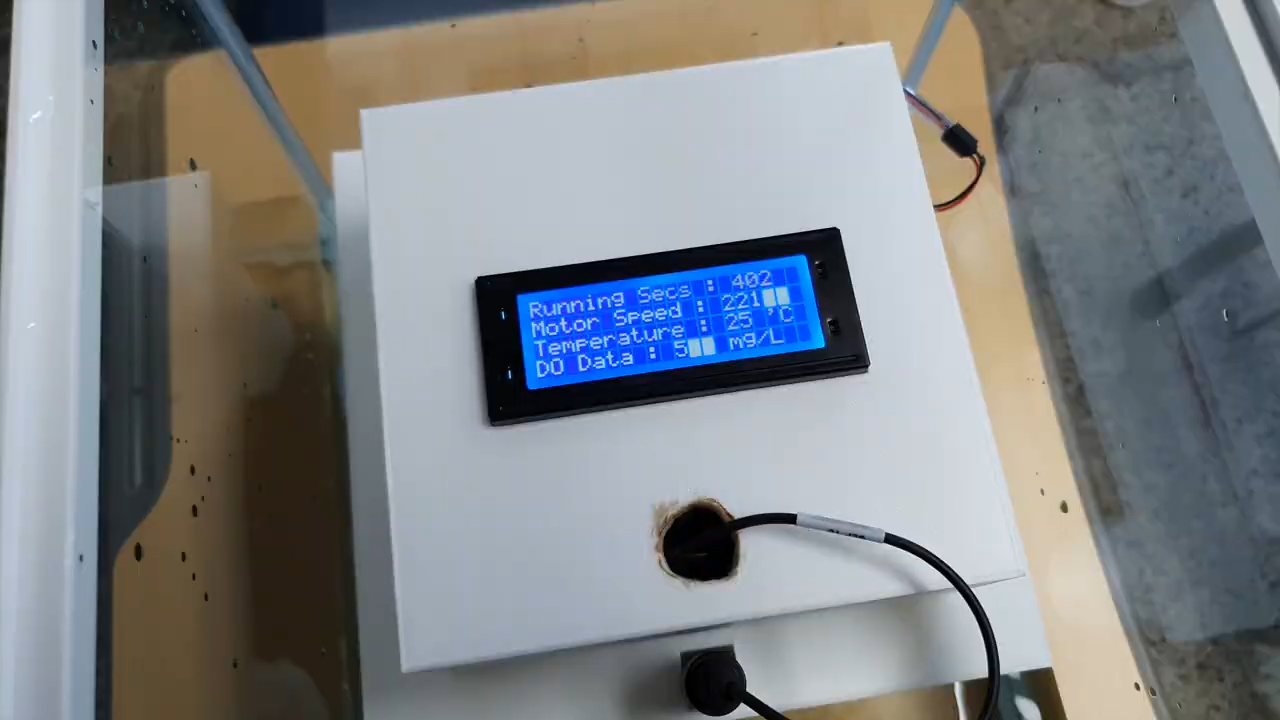 Running Secs : 402
Motor Speed : 221██
Temperature : 25 'C
DO Data : 5██ mg/L